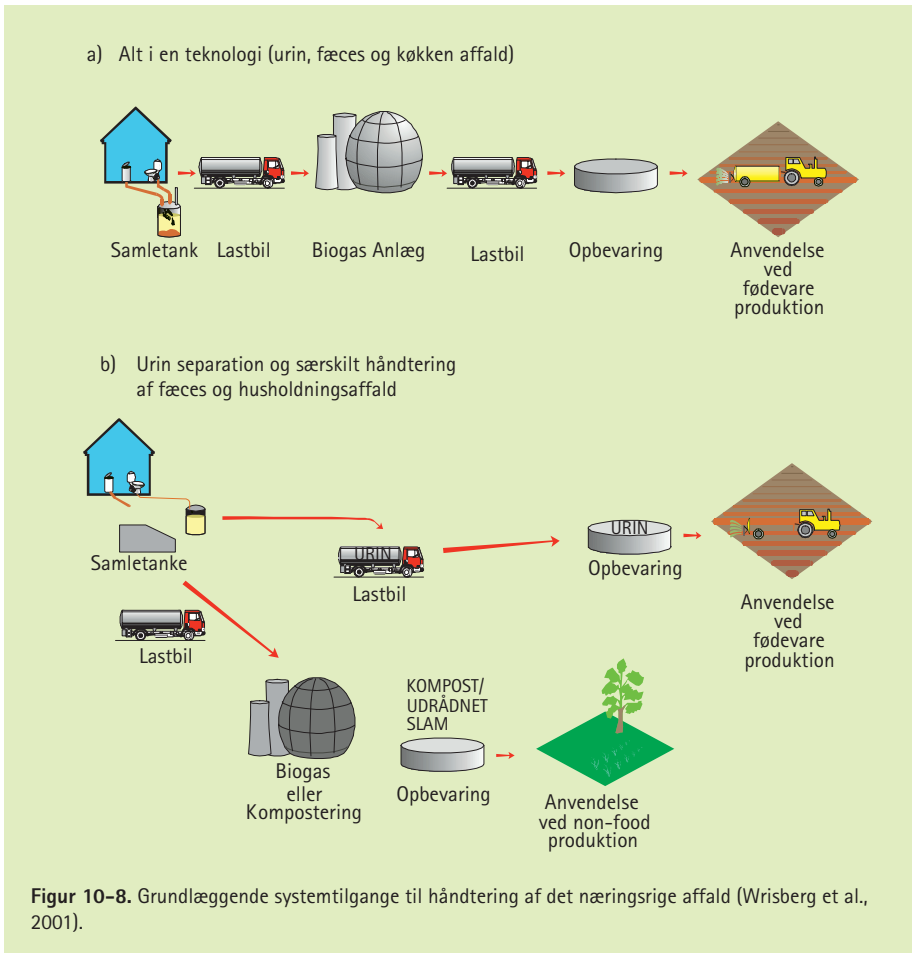 a) Alt i en teknologi (urin, fæces og køkken affald)
Samletank
Lastbil
Biogas Anlæg
Lastbil
Opbevaring
Anvendelse
ved
fødevare
produktion
b) Urin separation og særskilt håndtering
af fæces og husholdningsaffald
Samletanke
URIN
Lastbil
URIN
Opbevaring
Anvendelse
ved
fødevare
produktion
Lastbil
Biogas
eller
Kompostering
KOMPOST/
UDRÅDNET
SLAM
Opbevaring
Anvendelse
ved non-food
produktion
Figur 10-8. Grundlæggende systemtilgange til håndtering af det næringsrige affald (Wrisberg et al.,
2001).